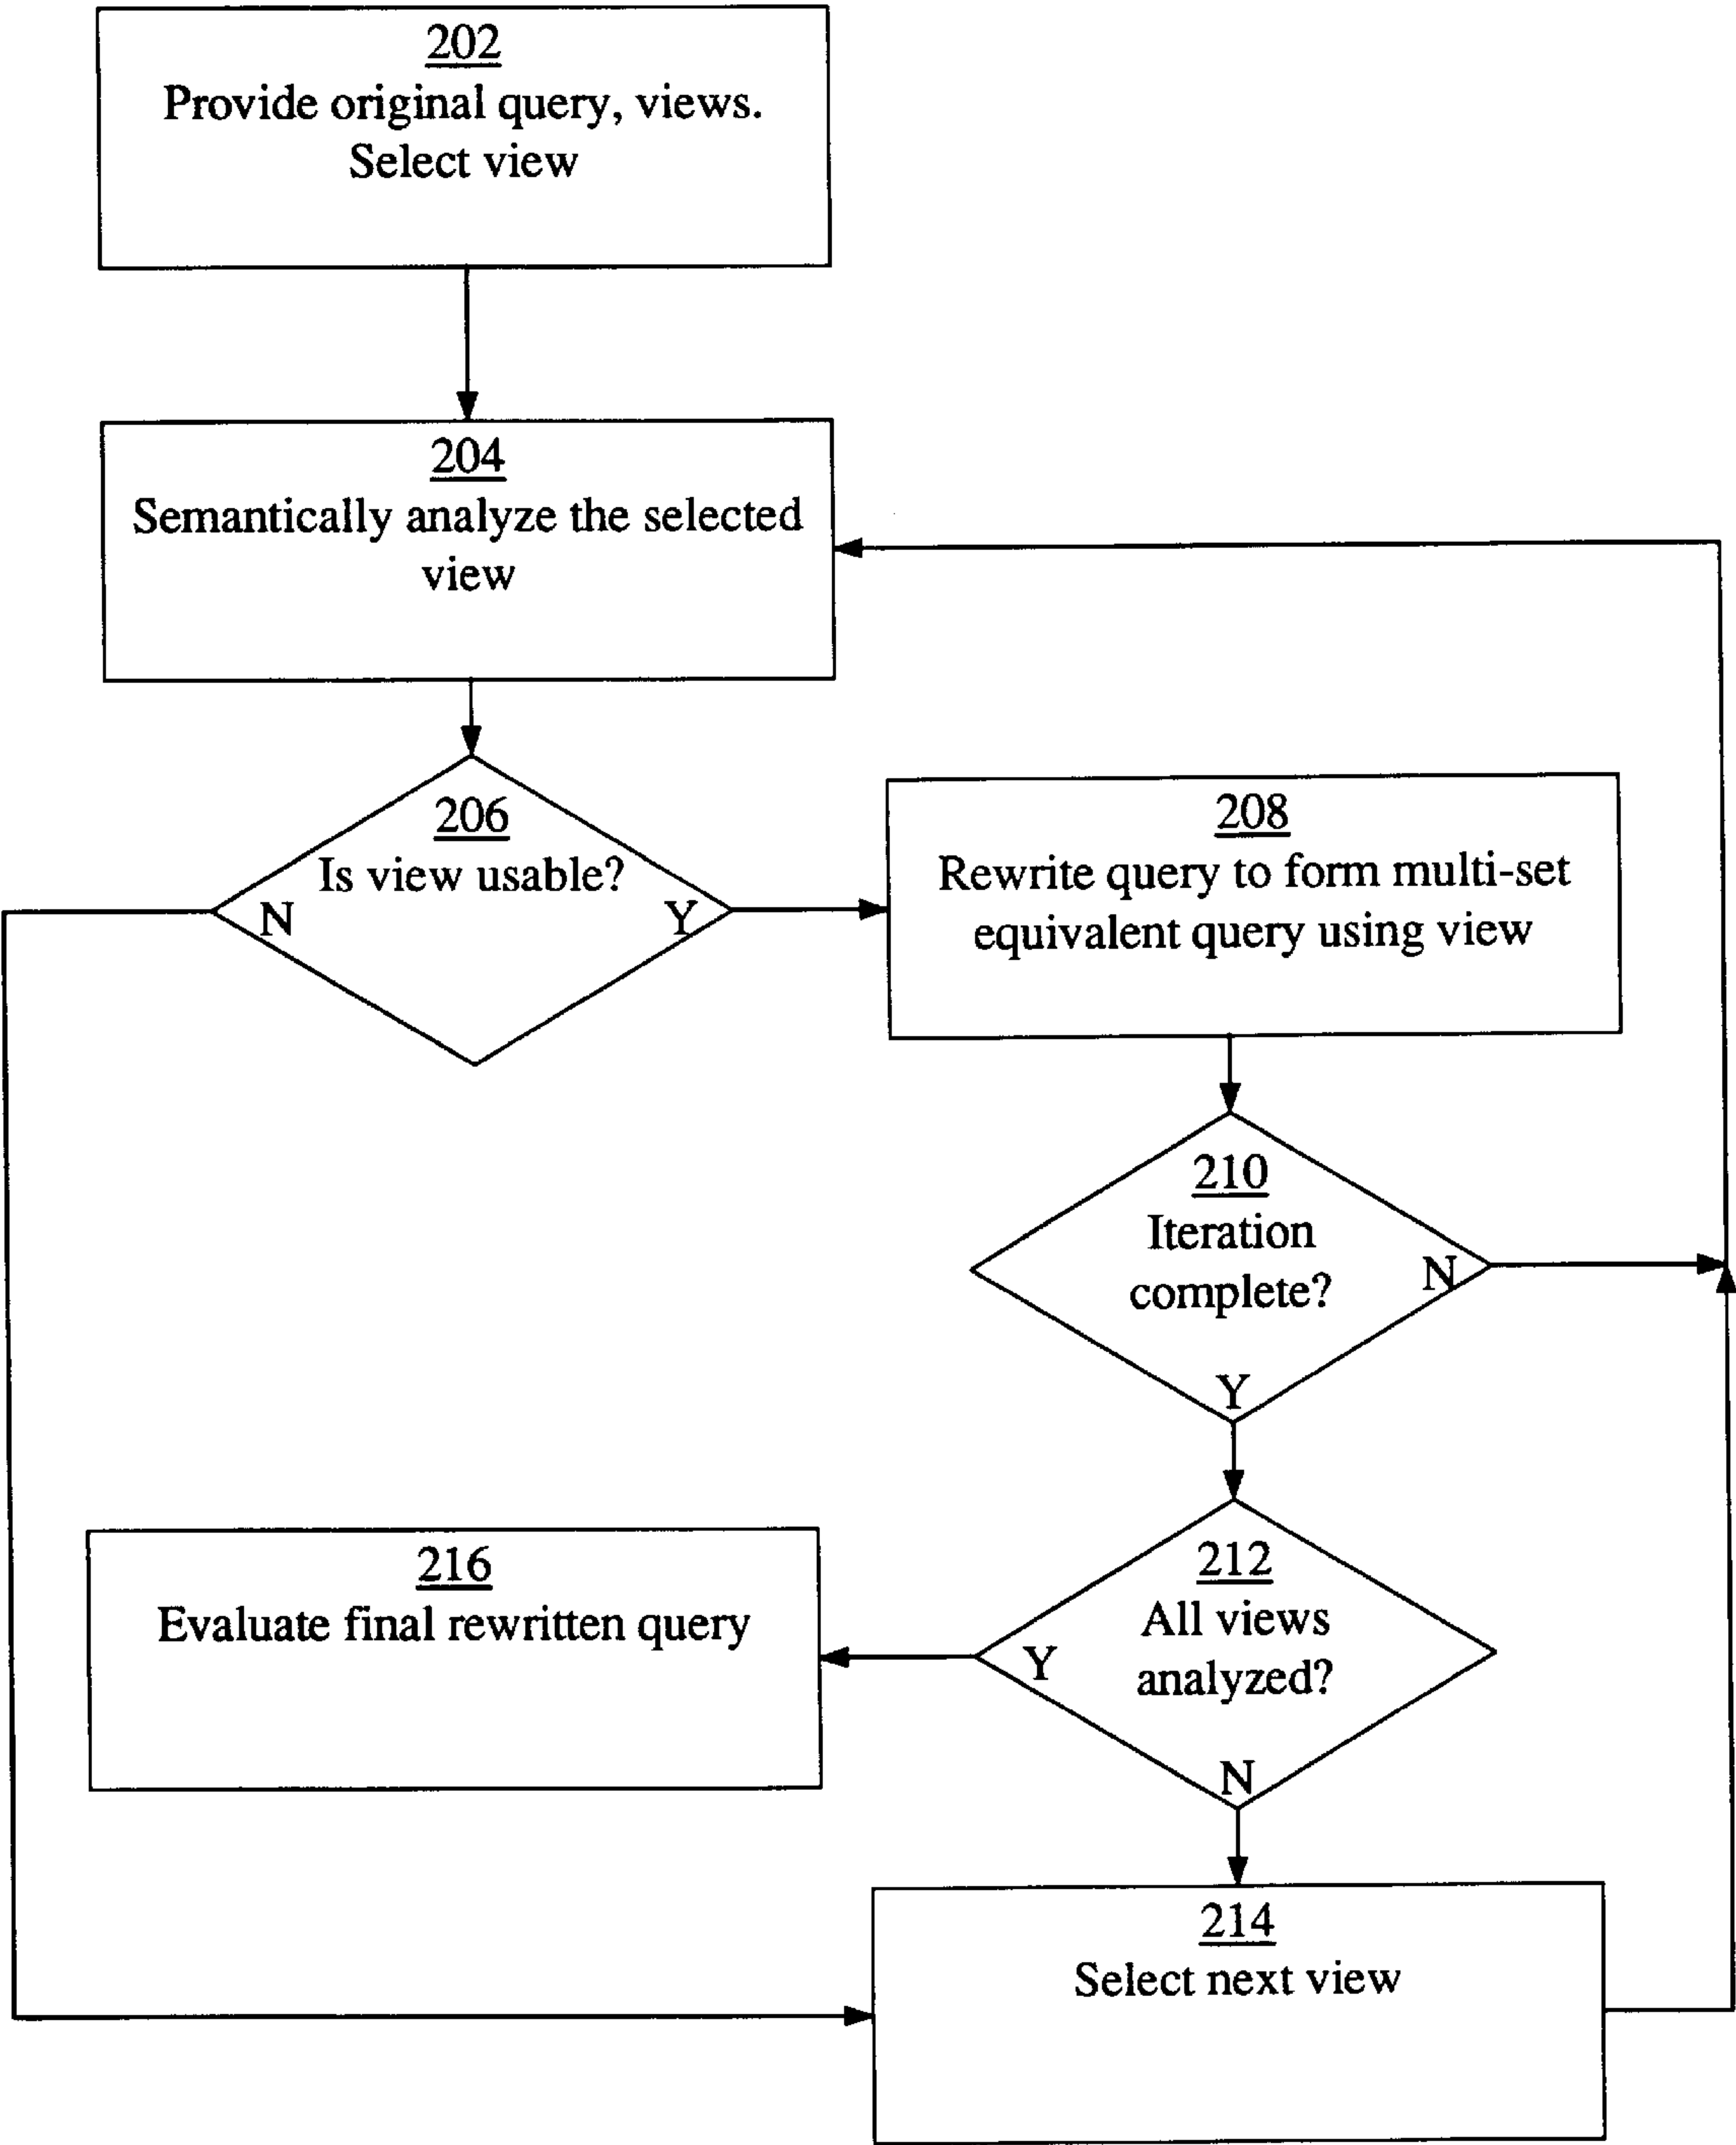 202
Provide original query, views.
Select view
204
Semantically analyze the selected
view
206
Is view usable?
N
Y
208
Rewrite query to form multi-set
equivalent query using view
210
Iteration
complete?
N
Y
212
All views
analyzed?
Y
N
216
Evaluate final rewritten query
214
Select next view